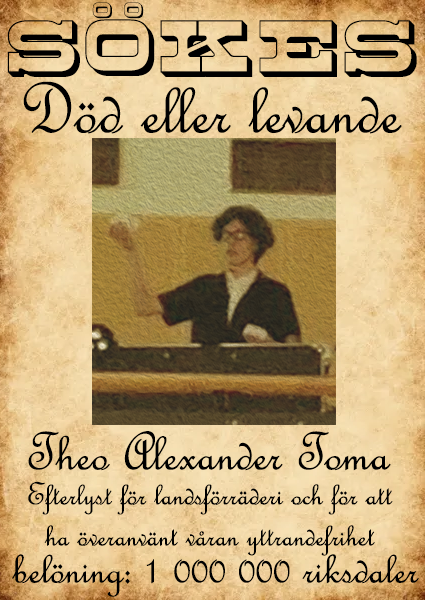 SÖKES
Död eller levande
Theo Alexander Toma
Efterlyst för landsförräderi och för att
ha överanvänt våran yttrandefrihet
belöning: 1 000 000 riksdaler